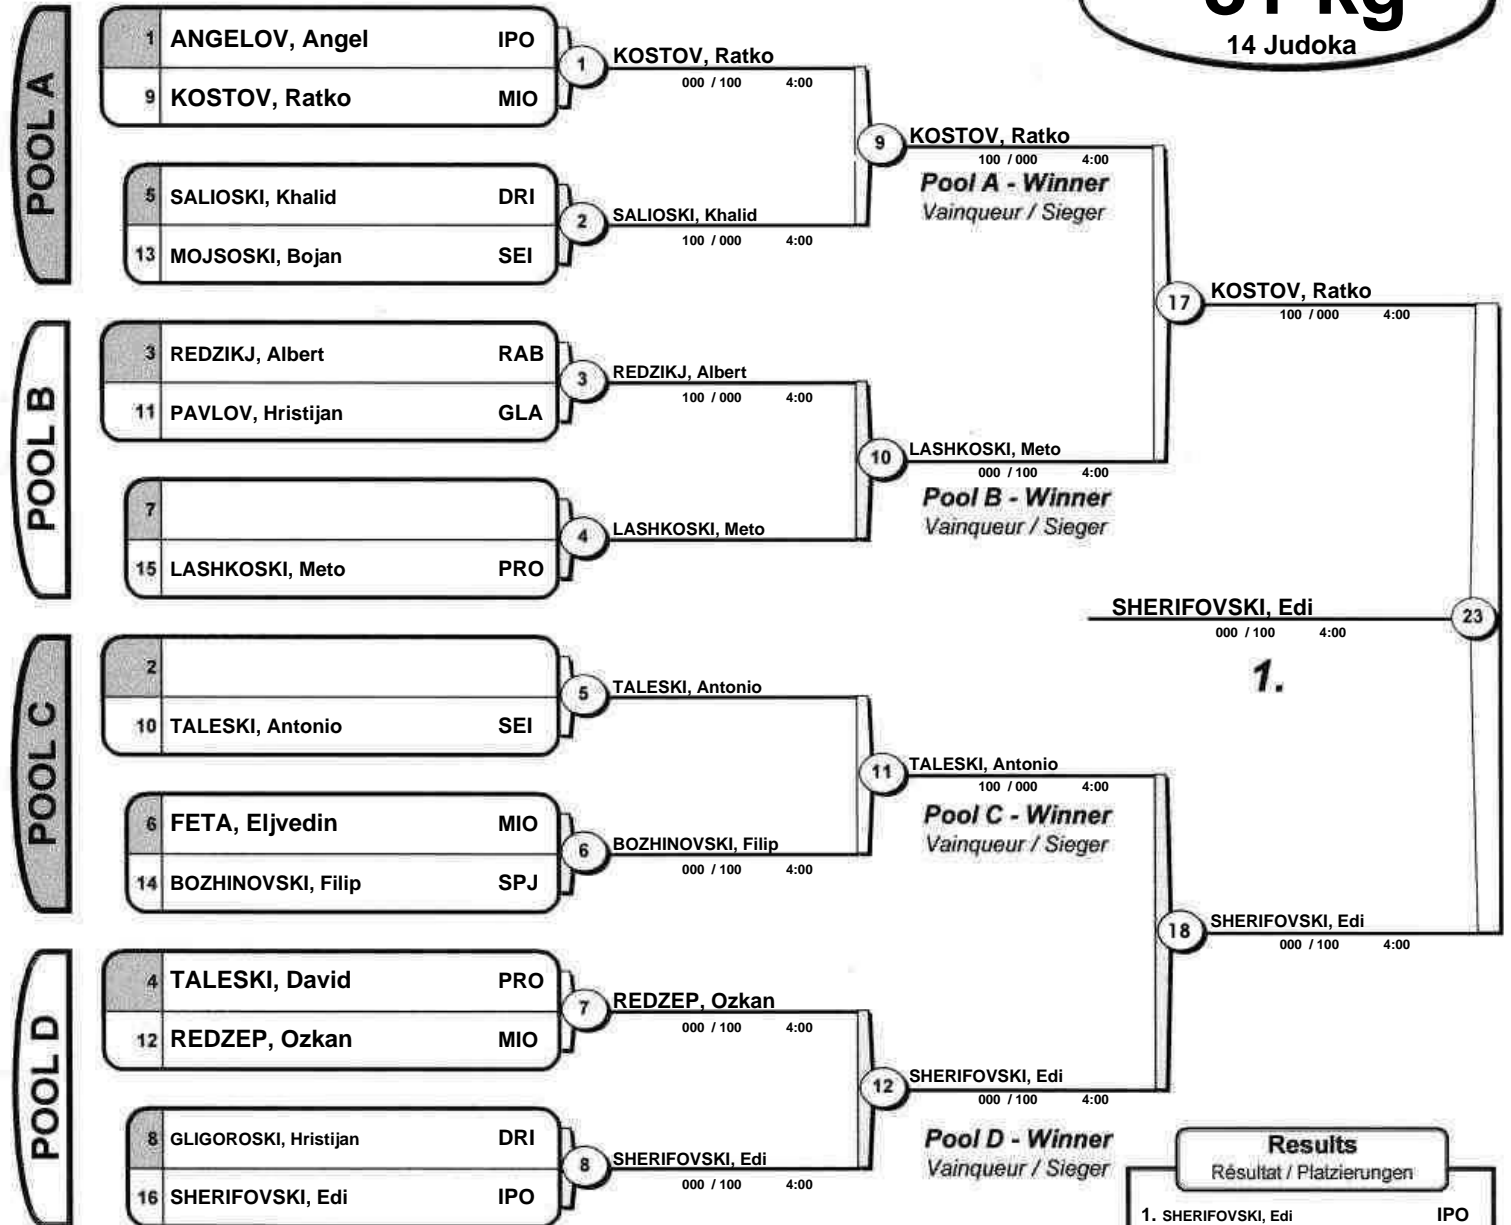 14 Judoka
POOL A
1 ANGELOV, Angel IPO
9 KOSTOV, Ratko MIO
1 KOSTOV, Ratko
000 / 100 4:00
5 SALIOSKI, Khalid DRI
13 MOJSOSKI, Bojan SEI
2 SALIOSKI, Khalid
100 / 000 4:00
9 KOSTOV, Ratko
100 / 000 4:00
Pool A - Winner
Vainqueur / Sieger
POOL B
3 REDZIKJ, Albert RAB
11 PAVLOV, Hristijan GLA
3 REDZIKJ, Albert
100 / 000 4:00
7
15 LASHKOSKI, Meto PRO
4 LASHKOSKI, Meto
10 LASHKOSKI, Meto
000 / 100 4:00
Pool B - Winner
Vainqueur / Sieger
17 KOSTOV, Ratko
100 / 000 4:00
SHERIFOVSKI, Edi 23
000 / 100 4:00
1.
POOL C
2
10 TALESKI, Antonio SEI
5 TALESKI, Antonio
6 FETA, Eljvedin MIO
14 BOZHINOVSKI, Filip SPJ
6 BOZHINOVSKI, Filip
000 / 100 4:00
11 TALESKI, Antonio
100 / 000 4:00
Pool C - Winner
Vainqueur / Sieger
18 SHERIFOVSKI, Edi
000 / 100 4:00
POOL D
4 TALESKI, David PRO
12 REDZEP, Ozkan MIO
7 REDZEP, Ozkan
000 / 100 4:00
8 GLIGOROSKI, Hristijan DRI
16 SHERIFOVSKI, Edi IPO
8 SHERIFOVSKI, Edi
000 / 100 4:00
12 SHERIFOVSKI, Edi
000 / 100 4:00
Pool D - Winner
Vainqueur / Sieger
Results
Résultat / Platzierungen
1. SHERIFOVSKI, Edi IPO